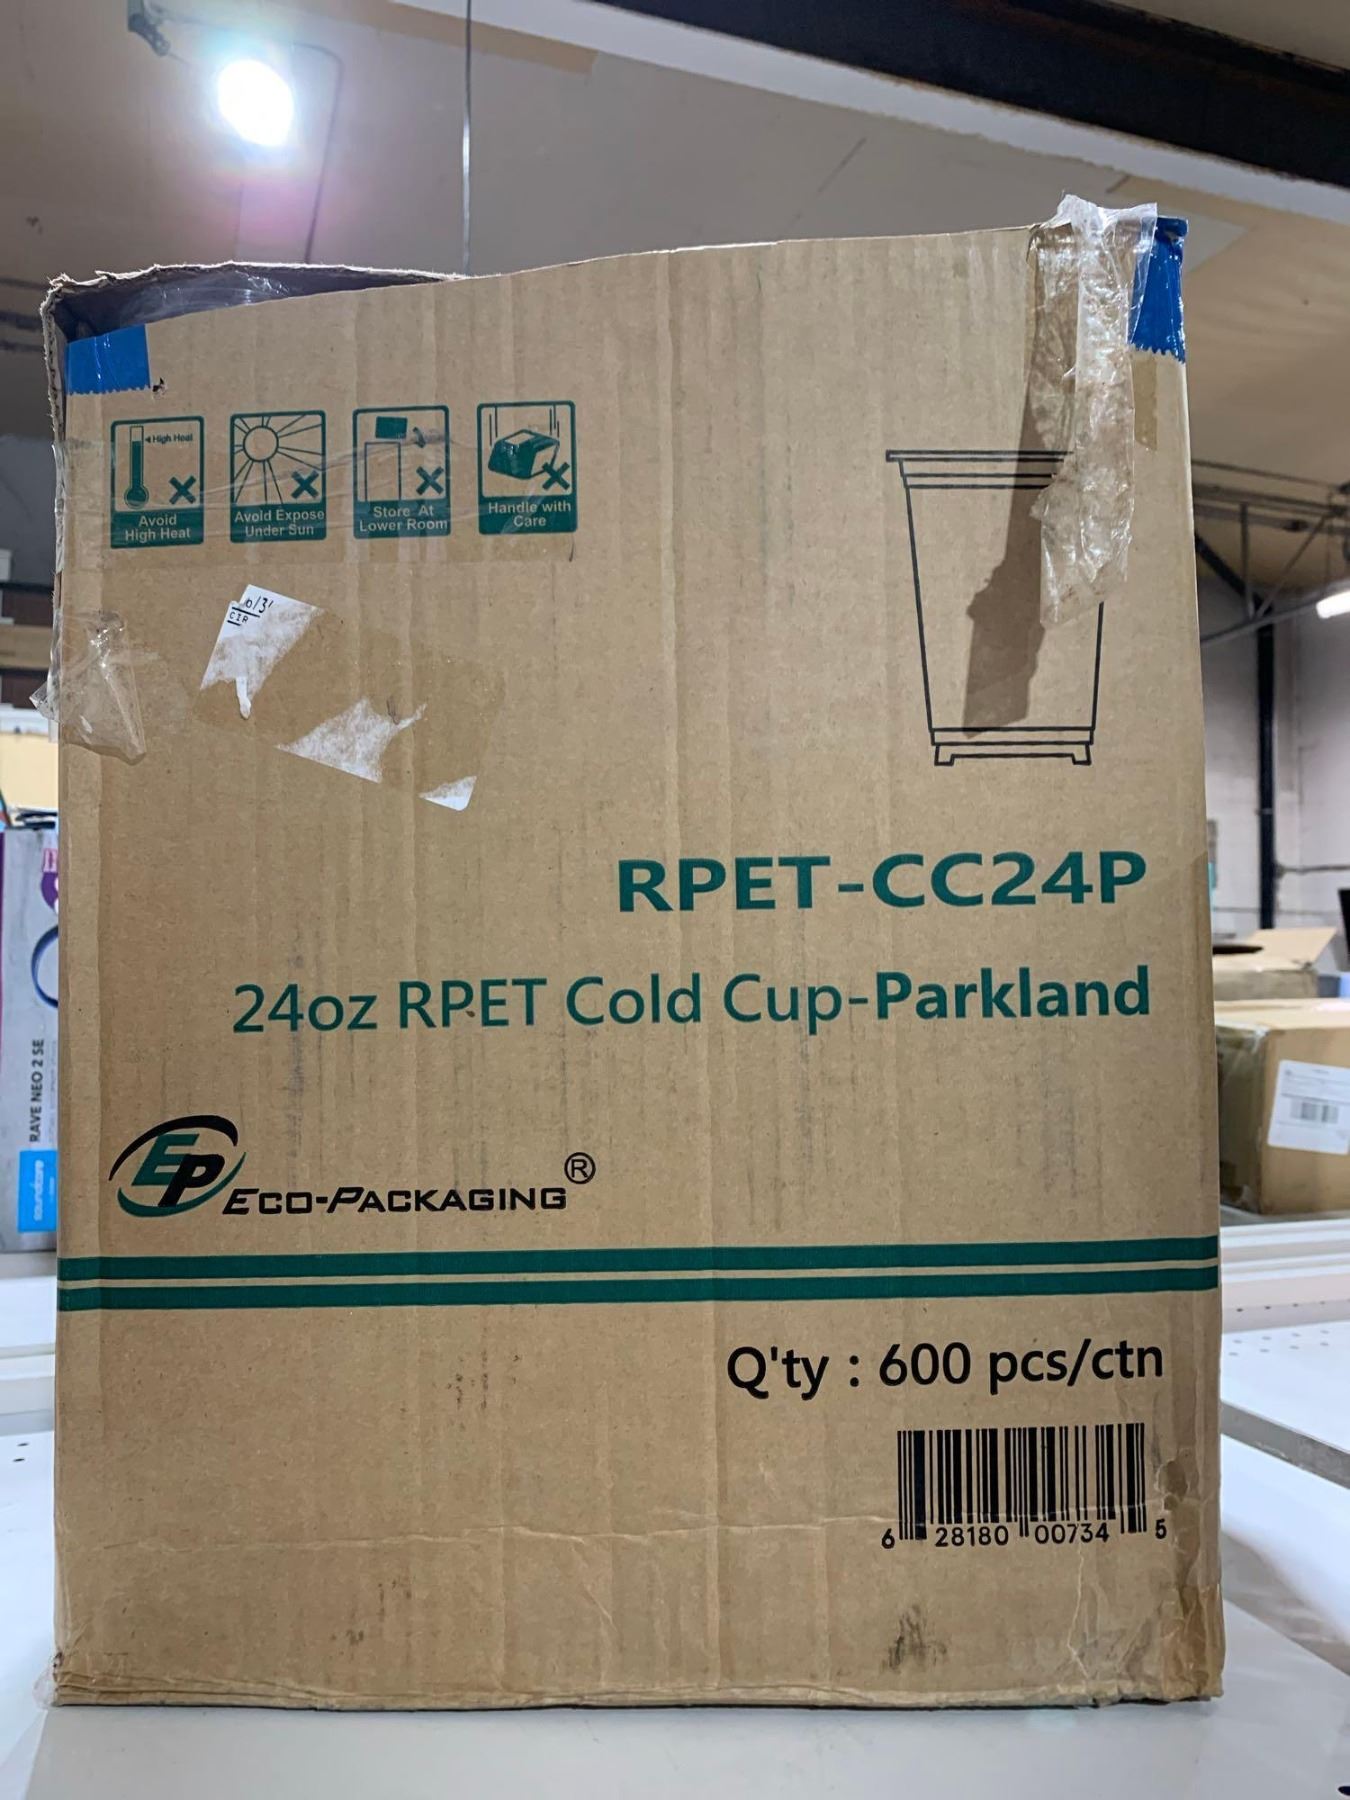 High Heat
Avoid
High Heat
Avoid Expose
Under Sun
Store At
Lower Room
Handle with
Care
CIR
RPET-CC24P
24oz RPET Cold Cup-Parkland
EP ECO-PACKAGING®
Q'ty : 600 pcs/ctn
6 28180 00734 5
RAVE NEO 2 SE
soundcore